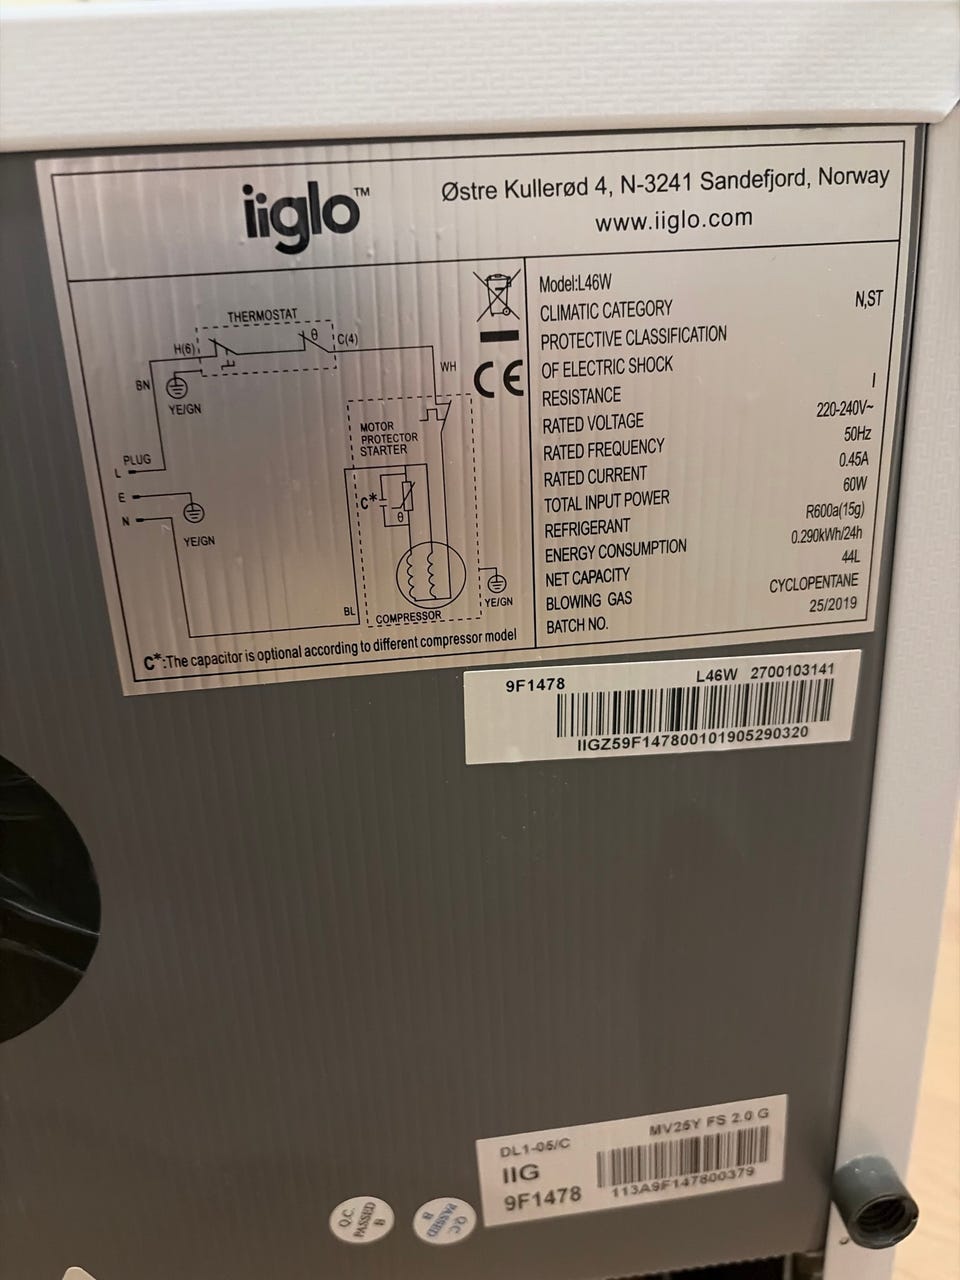 iiglo™
Østre Kullerød 4, N-3241 Sandefjord, Norway
www.iiglo.com
THERMOSTAT
H(6)
θ
C(4)
BN
WH
YE/GN
MOTOR
PROTECTOR
STARTER
PLUG
L
E
N
C*
θ
YE/GN
YE/GN
BL
COMPRESSOR
C*:The capacitor is optional according to different compressor model
CE
Model:L46W
CLIMATIC CATEGORY N,ST
PROTECTIVE CLASSIFICATION
OF ELECTRIC SHOCK
RESISTANCE I
RATED VOLTAGE 220-240V~
RATED FREQUENCY 50Hz
RATED CURRENT 0.45A
TOTAL INPUT POWER 60W
REFRIGERANT R600a(15g)
ENERGY CONSUMPTION 0.290kWh/24h
NET CAPACITY 44L
BLOWING GAS CYCLOPENTANE
BATCH NO. 25/2019
9F1478 L46W 2700103141
IIGZ59F147800101905290320
DL1-05/C MV25Y FS 2.0 G
IIG
9F1478 113A9F147800379
Q.C.
PASSED
B
Q.C.
PASSED
B